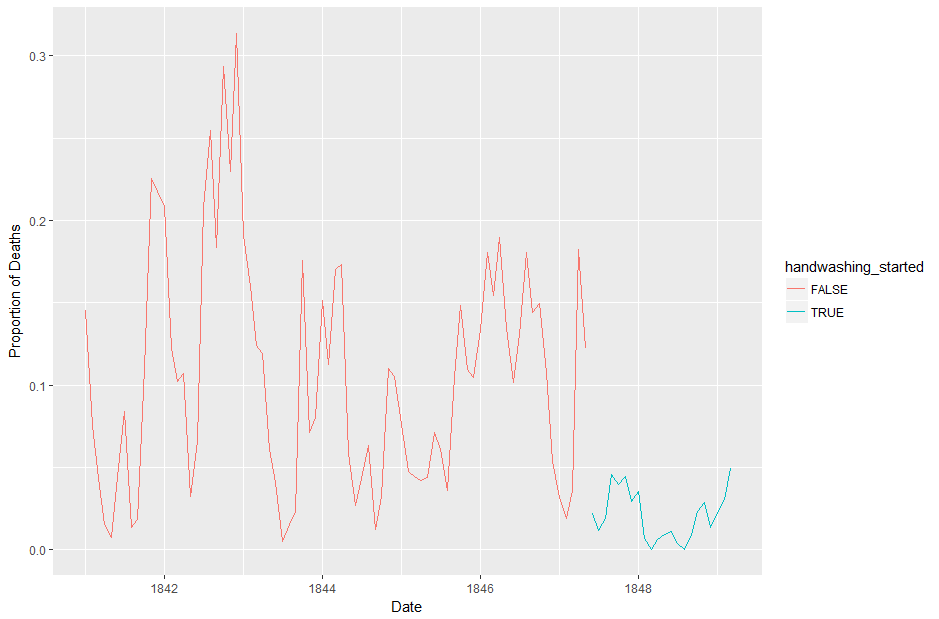 0.3
0.2
0.1
0.0
Proportion of Deaths
1842
1844
1846
1848
Date
handwashing_started
FALSE
TRUE